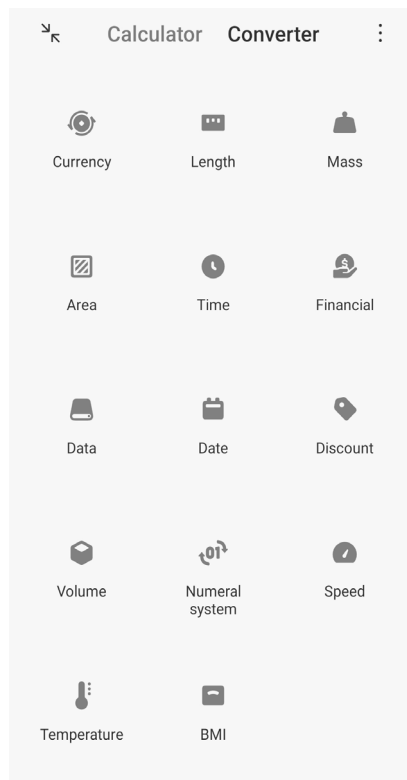 Calculator Converter
Currency Length Mass
Area Time Financial
Data Date Discount
Volume Numeral system Speed
Temperature BMI